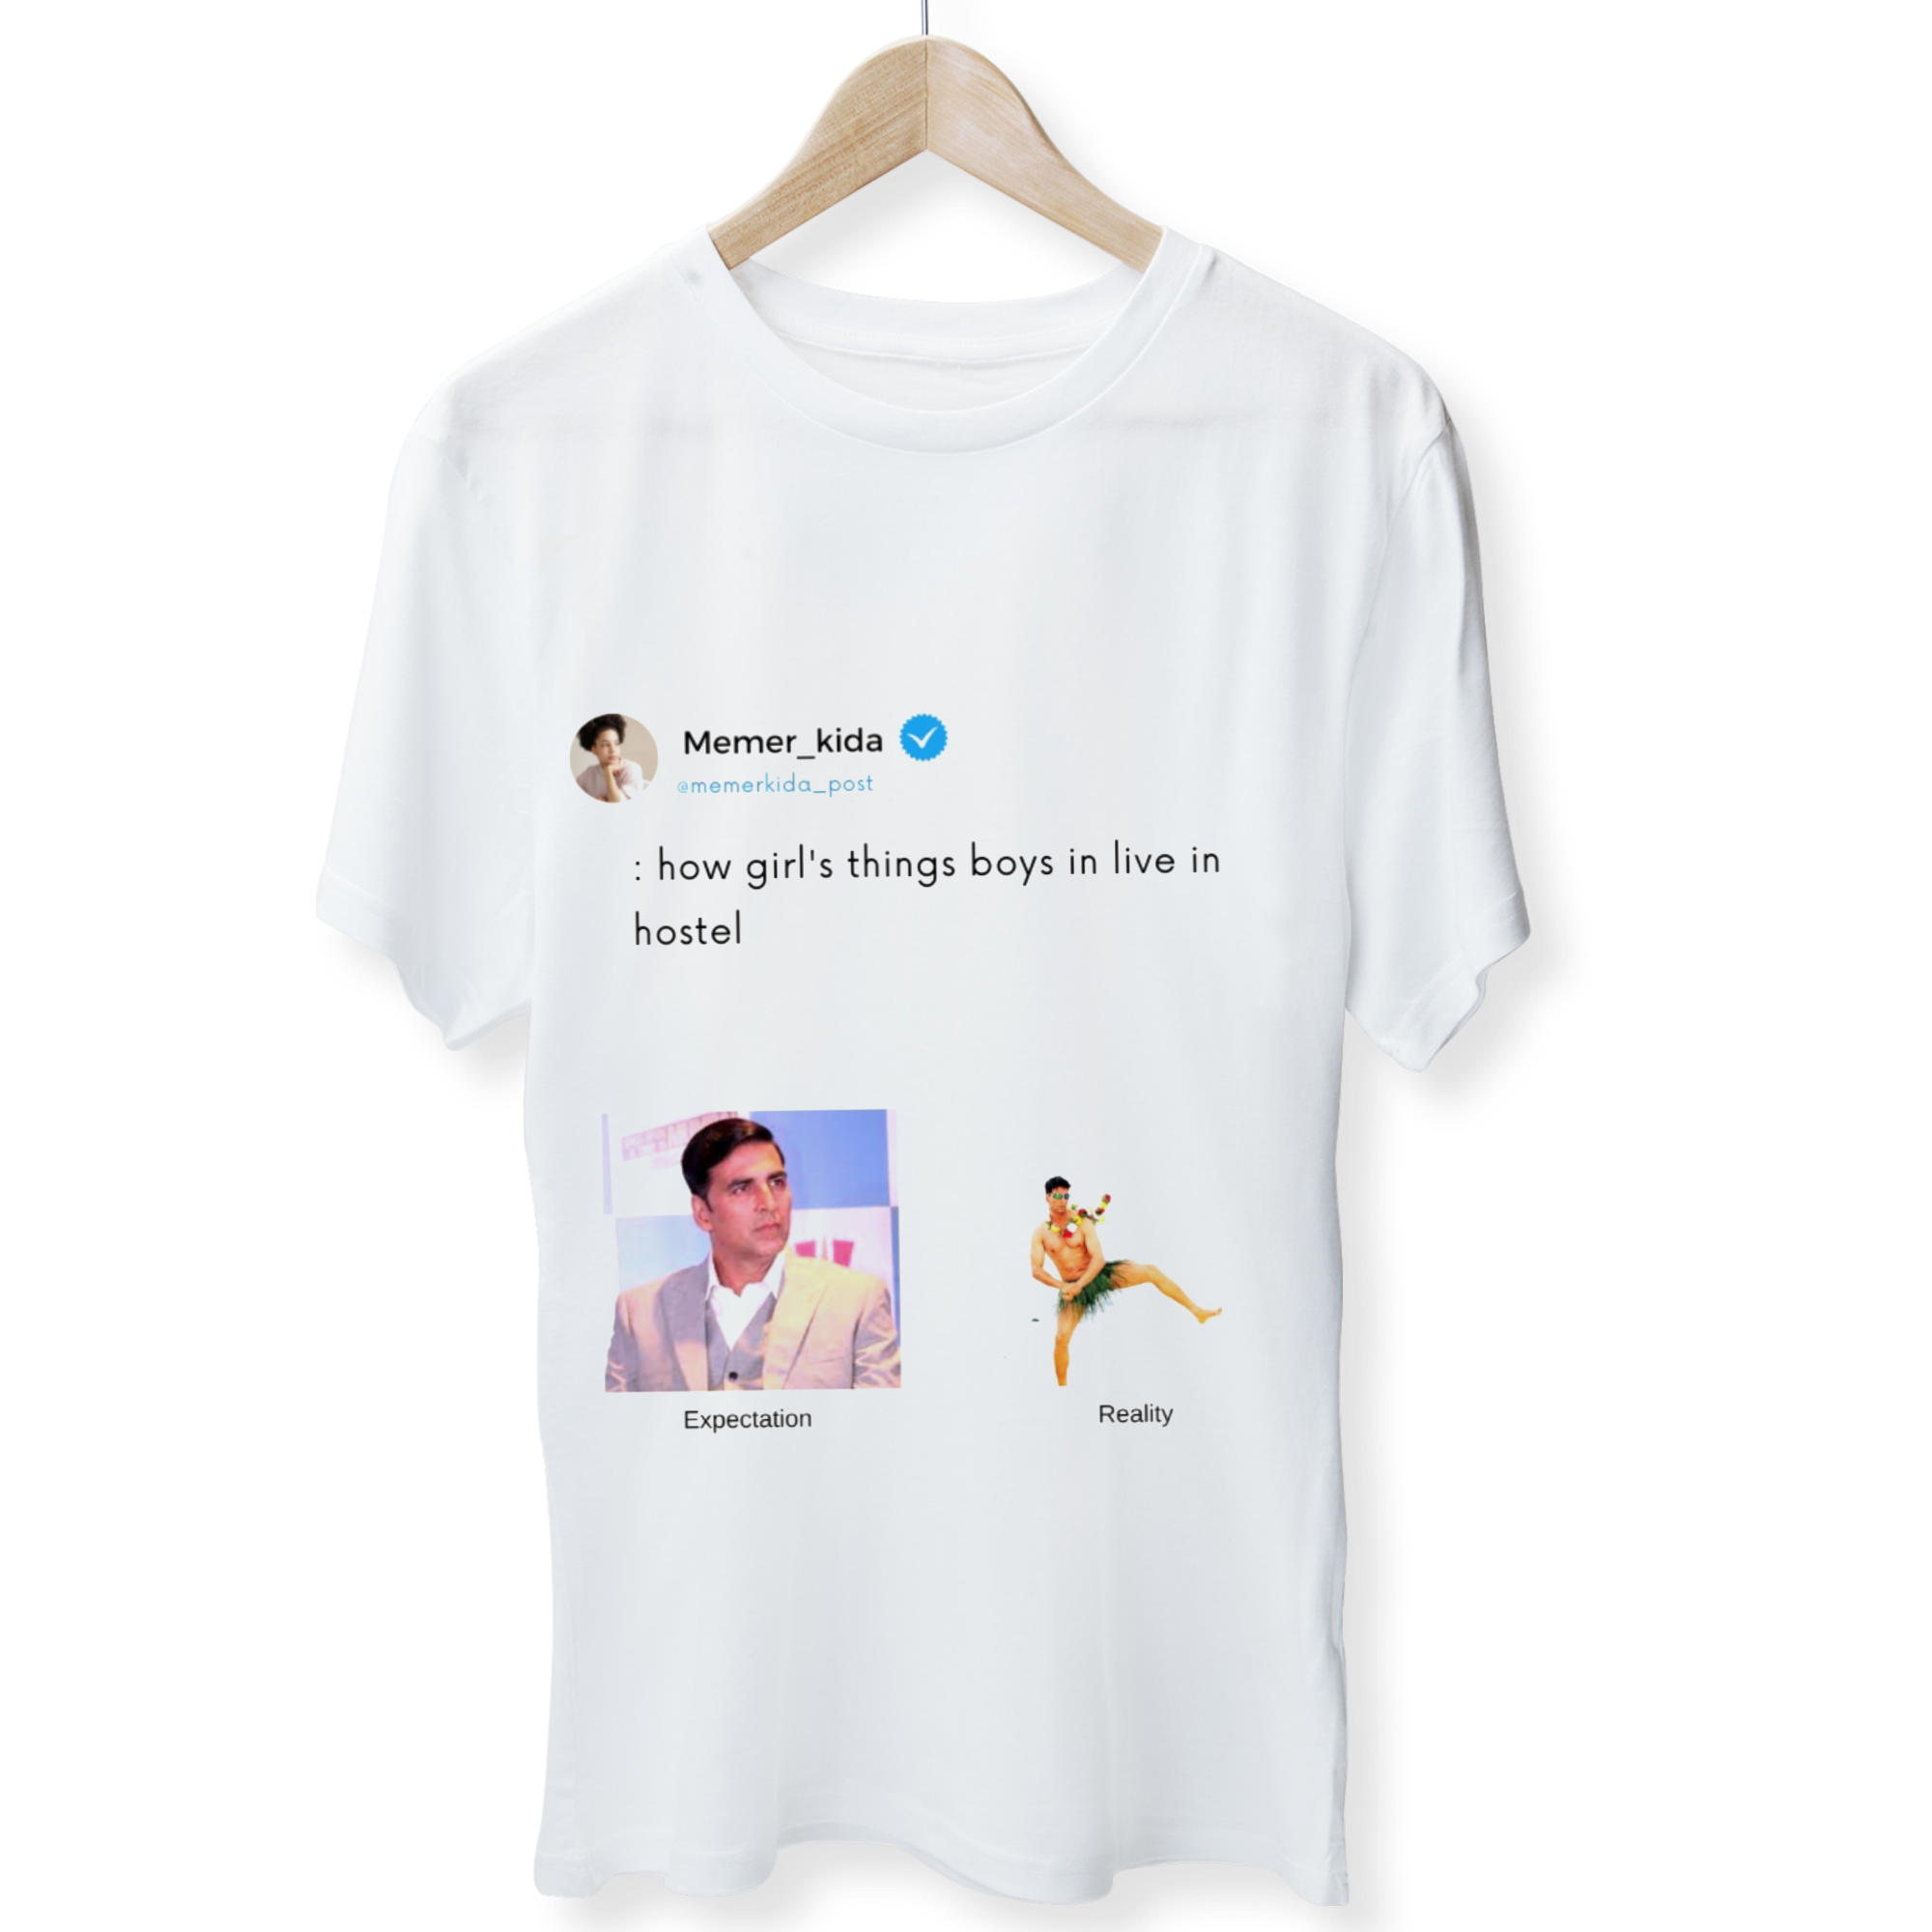 Memer_kida
@memerkida_post
: how girl's things boys in live in
hostel
Expectation
Reality